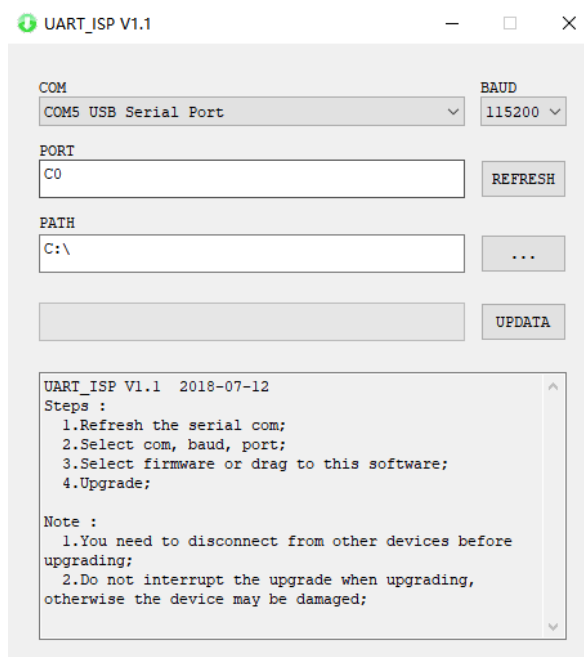 UART_ISP V1.1
COM
BAUD
COM5 USB Serial Port
115200
PORT
C0
REFRESH
PATH
C:\
...
UPDATA
UART_ISP V1.1  2018-07-12
Steps :
  1.Refresh the serial com;
  2.Select com, baud, port;
  3.Select firmware or drag to this software;
  4.Upgrade;
Note :
  1.You need to disconnect from other devices before
upgrading;
  2.Do not interrupt the upgrade when upgrading,
otherwise the device may be damaged;